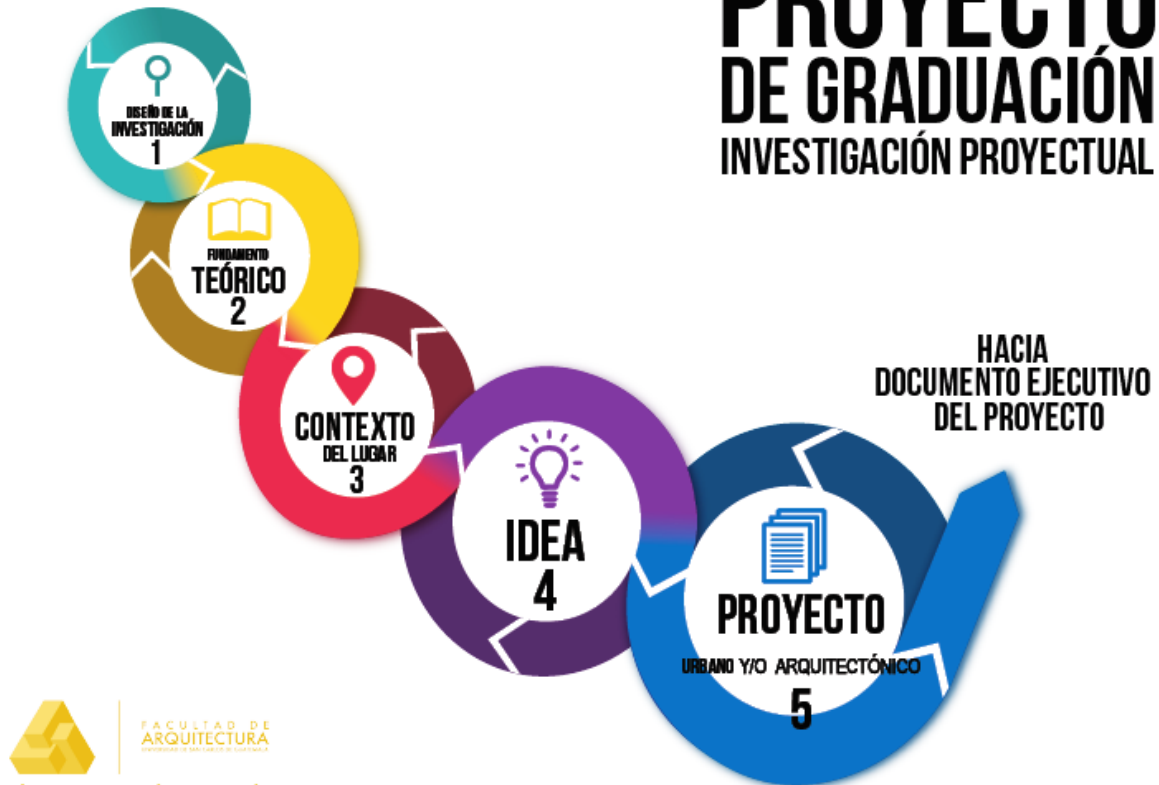 PROYECTO
DE GRADUACIÓN
INVESTIGACIÓN PROYECTUAL
DISEÑO DE LA
INVESTIGACIÓN
1
FUNDAMENTO
TEÓRICO
2
CONTEXTO
DEL LUGAR
3
IDEA
4
PROYECTO
URBANO Y/O ARQUITECTÓNICO
5
HACIA
DOCUMENTO EJECUTIVO
DEL PROYECTO
FACULTAD DE
ARQUITECTURA